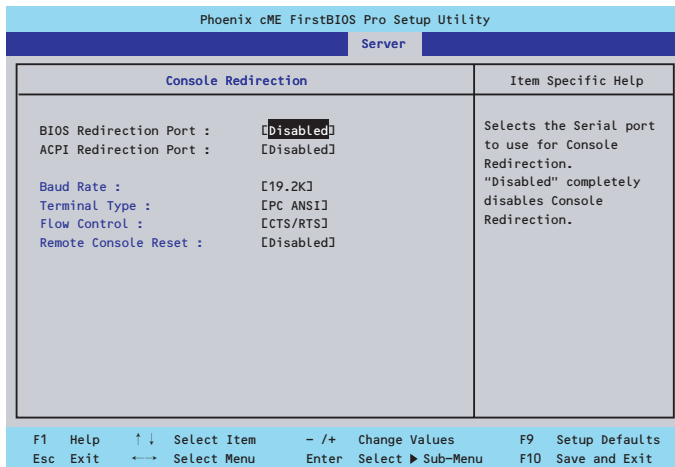 Phoenix cME FirstBIOS Pro Setup Utility
Server
Console Redirection
Item Specific Help
BIOS Redirection Port : [Disabled]
ACPI Redirection Port : [Disabled]
Baud Rate : [19.2K]
Terminal Type : [PC ANSI]
Flow Control : [CTS/RTS]
Remote Console Reset : [Disabled]
Selects the Serial port
to use for Console
Redirection.
"Disabled" completely
disables Console
Redirection.
F1 Help ↑↓ Select Item – /+ Change Values F9 Setup Defaults
Esc Exit ←→ Select Menu Enter Select ▶ Sub-Menu F10 Save and Exit